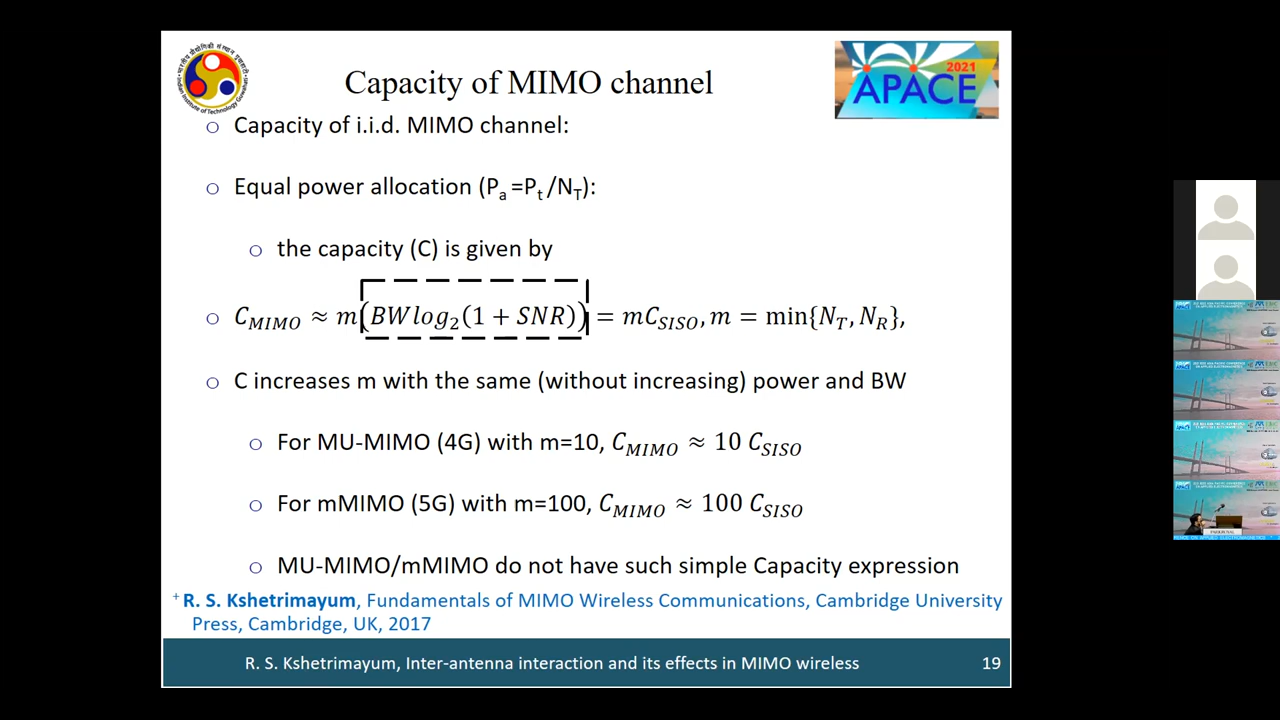 Capacity of MIMO channel
2021
APACE
Capacity of i.i.d. MIMO channel:
Equal power allocation (Pₐ =Pₜ /N_T):
the capacity (C) is given by
C_MIMO ≈ m(BWlog₂(1 + SNR)) = mC_SISO, m = min{N_T, N_R},
C increases m with the same (without increasing) power and BW
For MU-MIMO (4G) with m=10, C_MIMO ≈ 10 C_SISO
For mMIMO (5G) with m=100, C_MIMO ≈ 100 C_SISO
MU-MIMO/mMIMO do not have such simple Capacity expression
+ R. S. Kshetrimayum, Fundamentals of MIMO Wireless Communications, Cambridge University
Press, Cambridge, UK, 2017
R. S. Kshetrimayum, Inter-antenna interaction and its effects in MIMO wireless
19